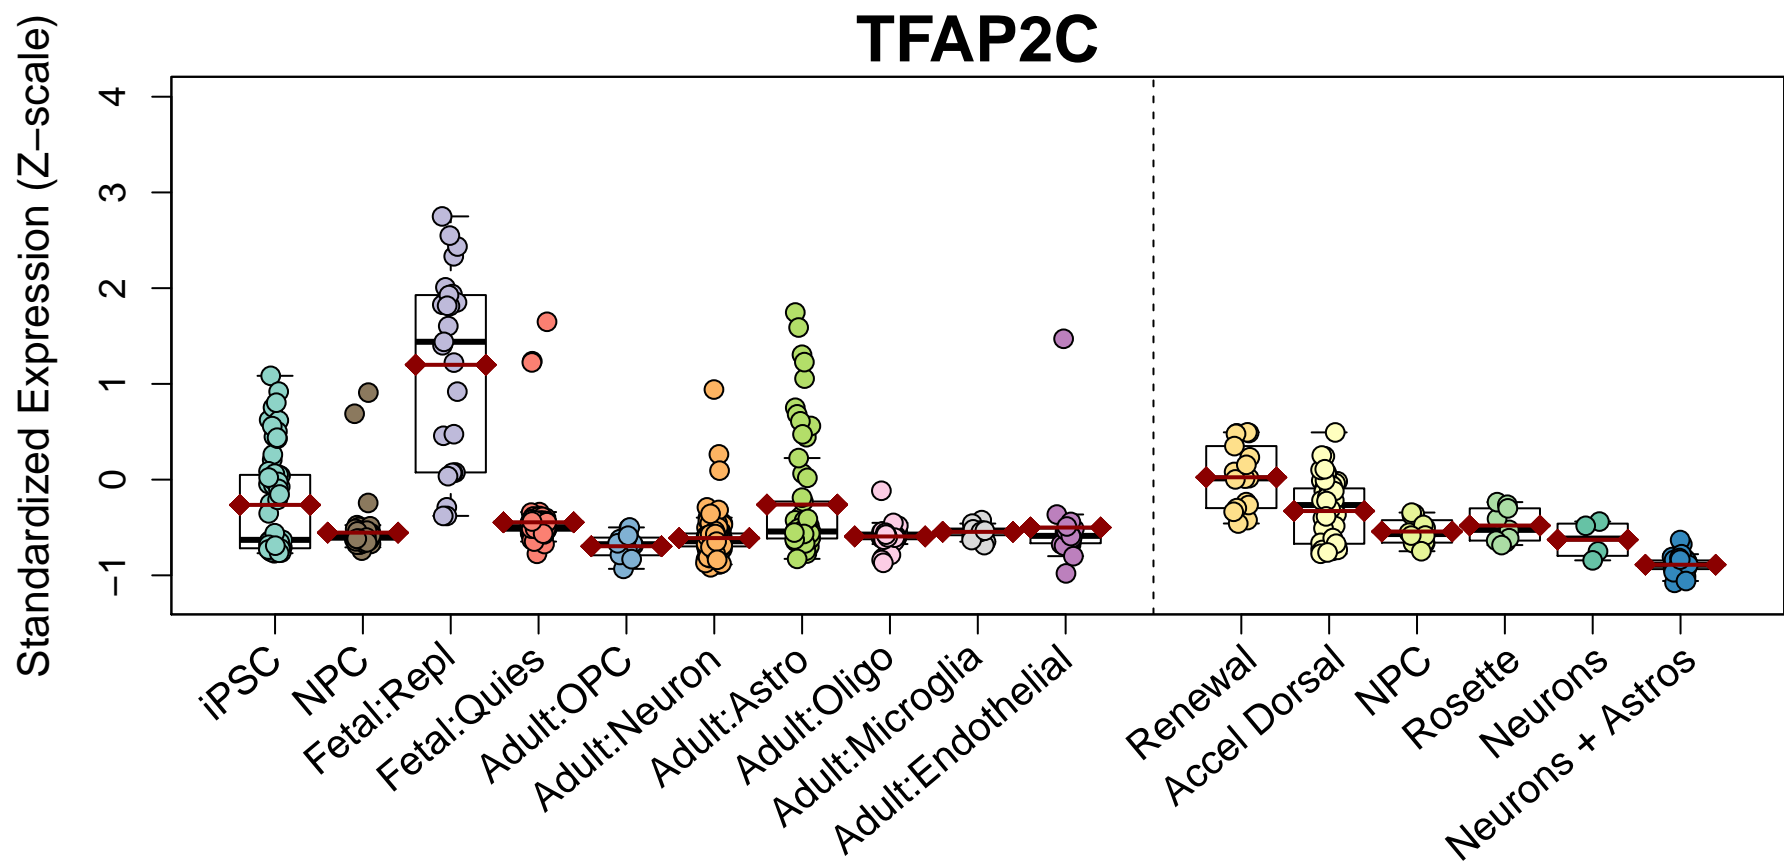 TFAP2C
Standardized Expression (Z−scale)
4
3
2
1
0
−1
iPSC
NPC
Fetal:Repl
Fetal:Quies
Adult:OPC
Adult:Neuron
Adult:Astro
Adult:Oligo
Adult:Microglia
Adult:Endothelial
Renewal
Accel Dorsal
NPC
Rosette
Neurons
Neurons + Astros